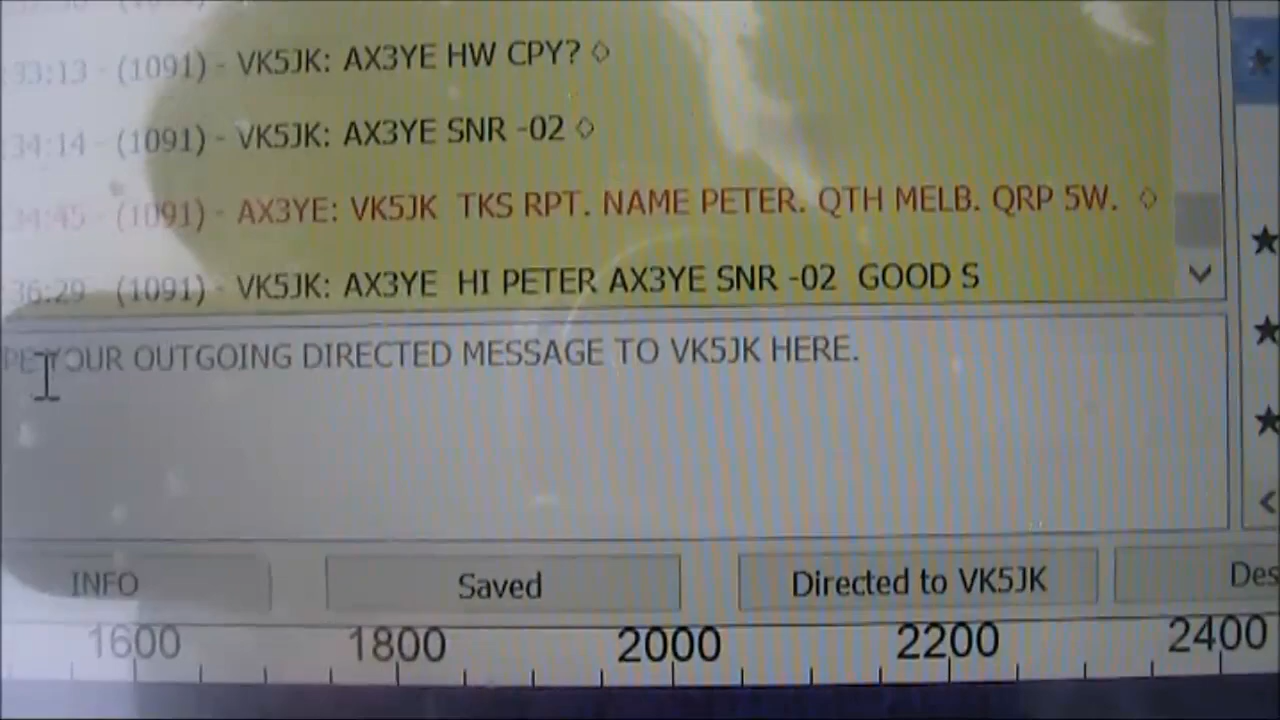 :33:13 - (1091) - VK5JK: AX3YE HW CPY? ◇
:34:14 - (1091) - VK5JK: AX3YE SNR -02 ◇
34:45 - (1091) - AX3YE: VK5JK TKS RPT. NAME PETER. QTH MELB. QRP 5W. ◇
36:29 (1091) - VK5JK: AX3YE HI PETER AX3YE SNR -02 GOOD S
PE YOUR OUTGOING DIRECTED MESSAGE TO VK5JK HERE.
INFO Saved Directed to VK5JK Des
1600 1800 2000 2200 2400